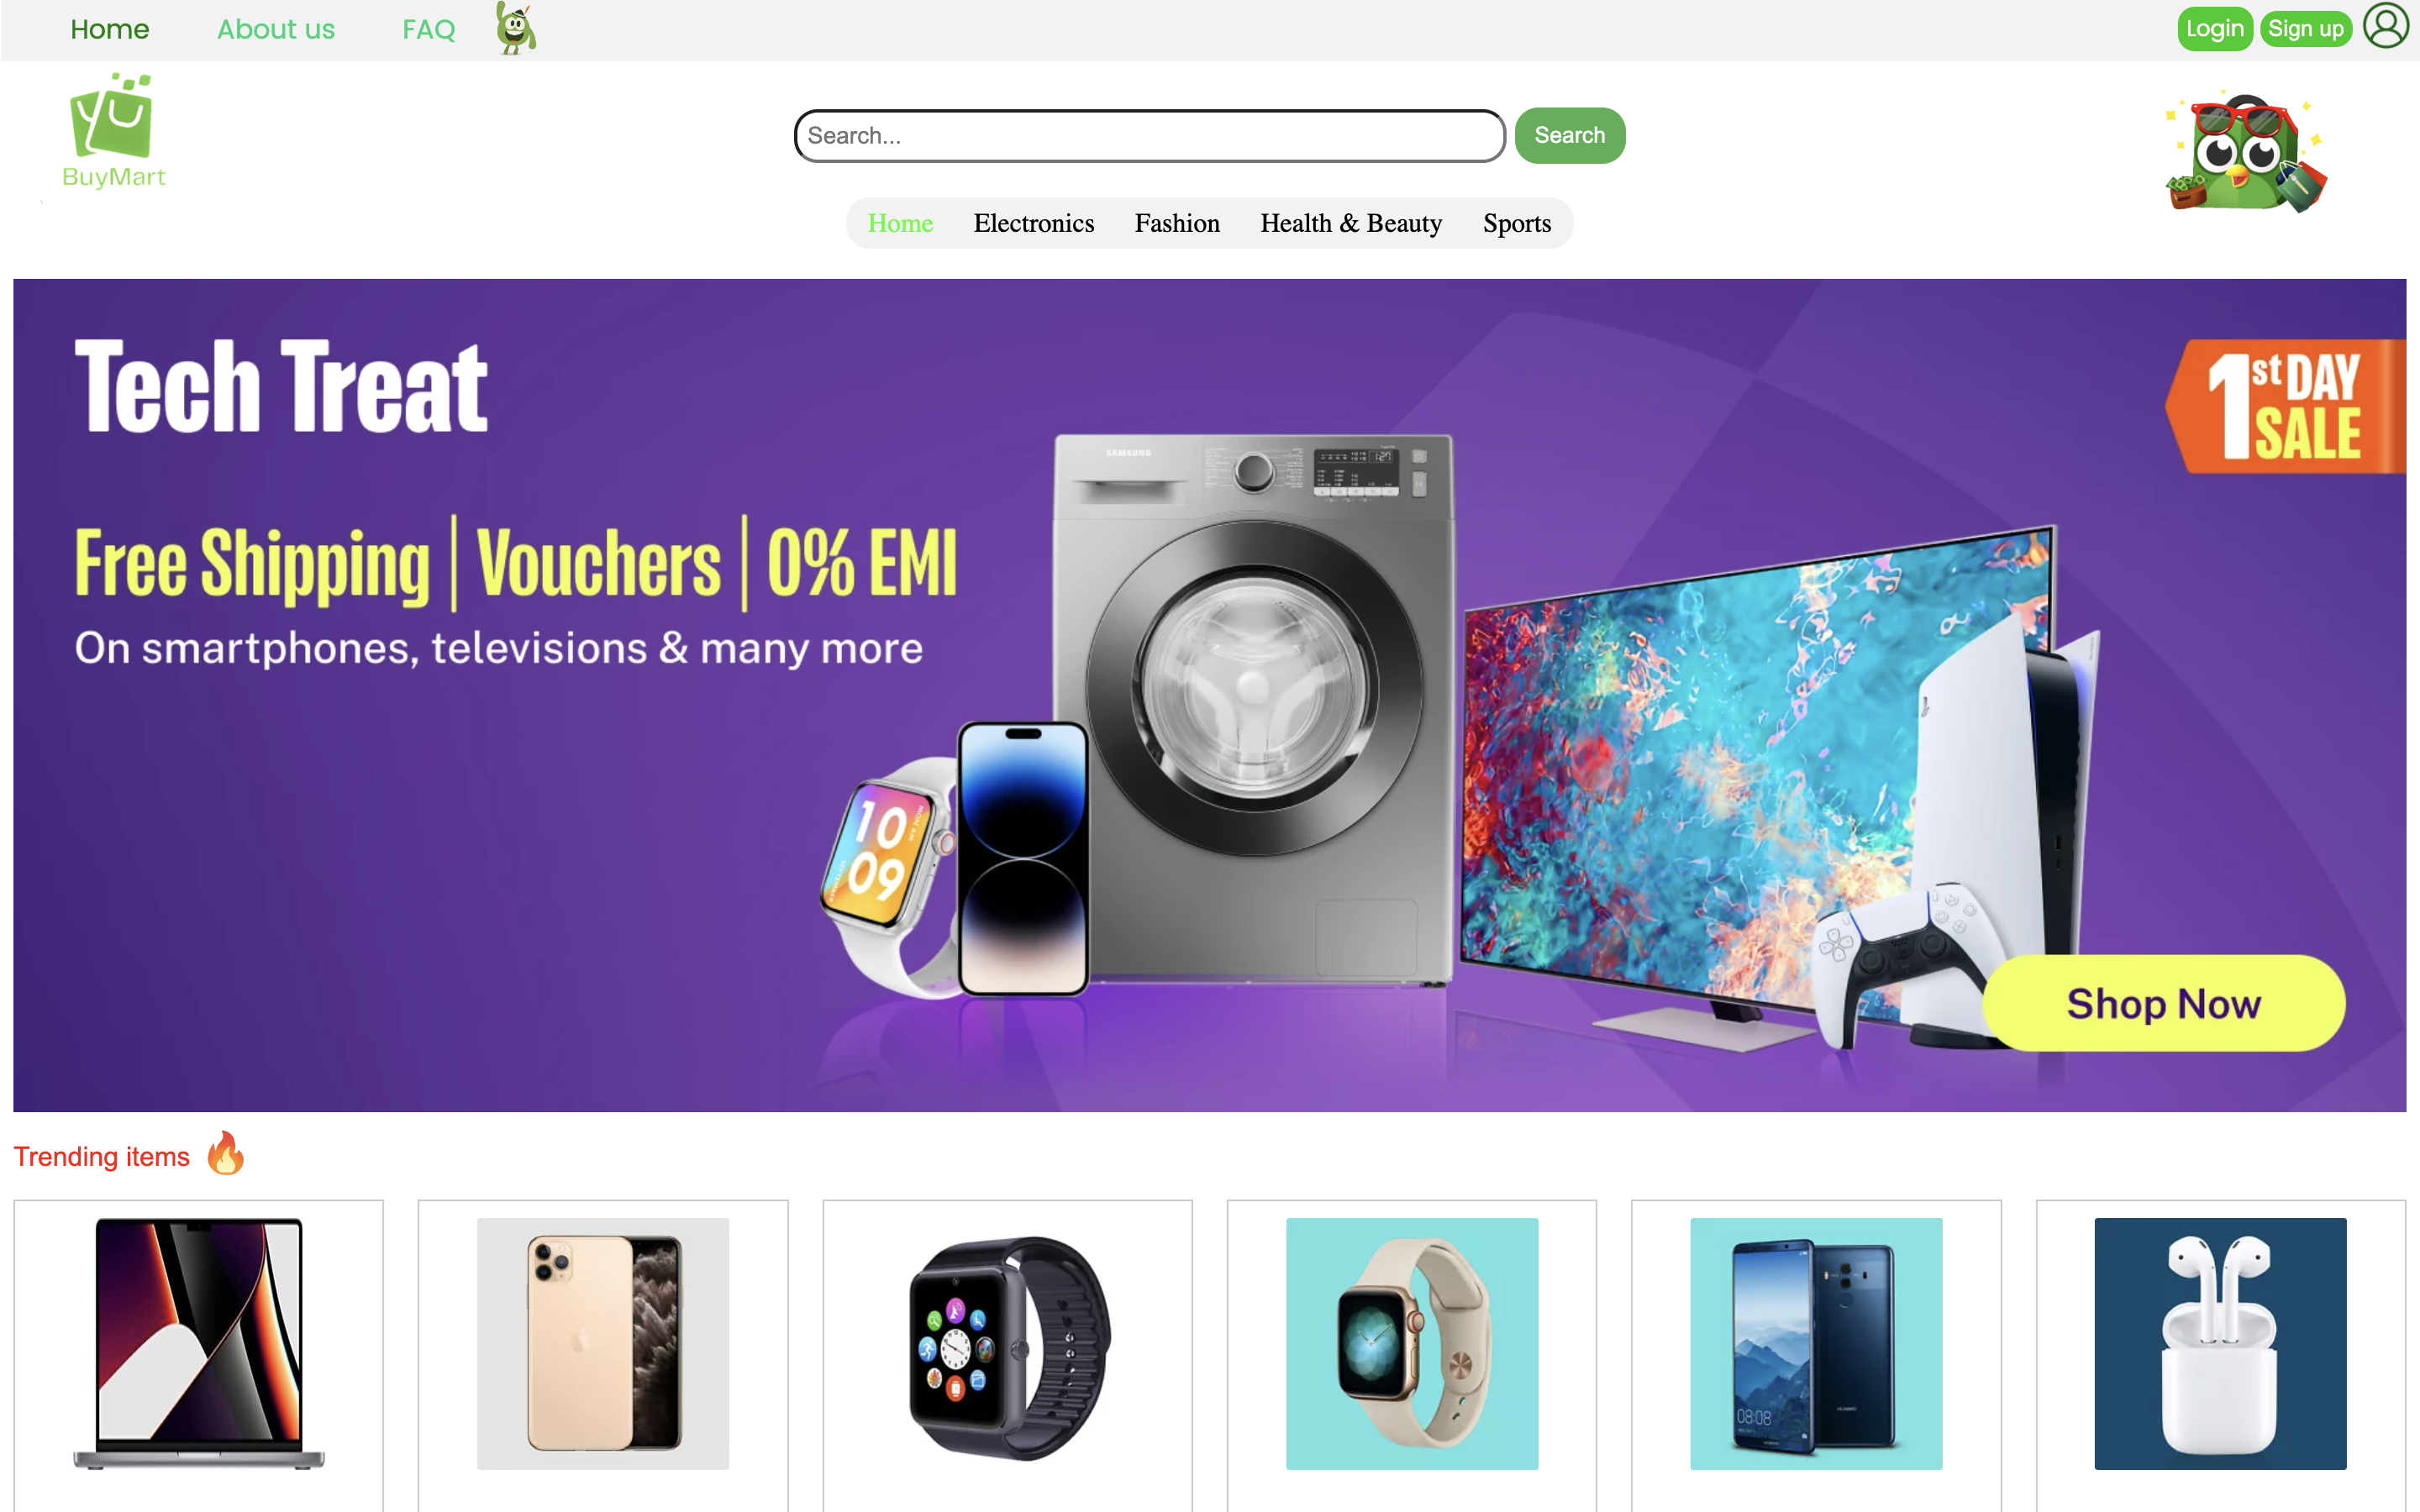 Home About us FAQ Login Sign up
BuyMart
Search... Search
Home Electronics Fashion Health & Beauty Sports
Tech Treat
1st DAY
SALE
Free Shipping | Vouchers | 0% EMI
On smartphones, televisions & many more
SAMSUNG
10
09
Shop Now
Trending items
08:08
HUAWEI